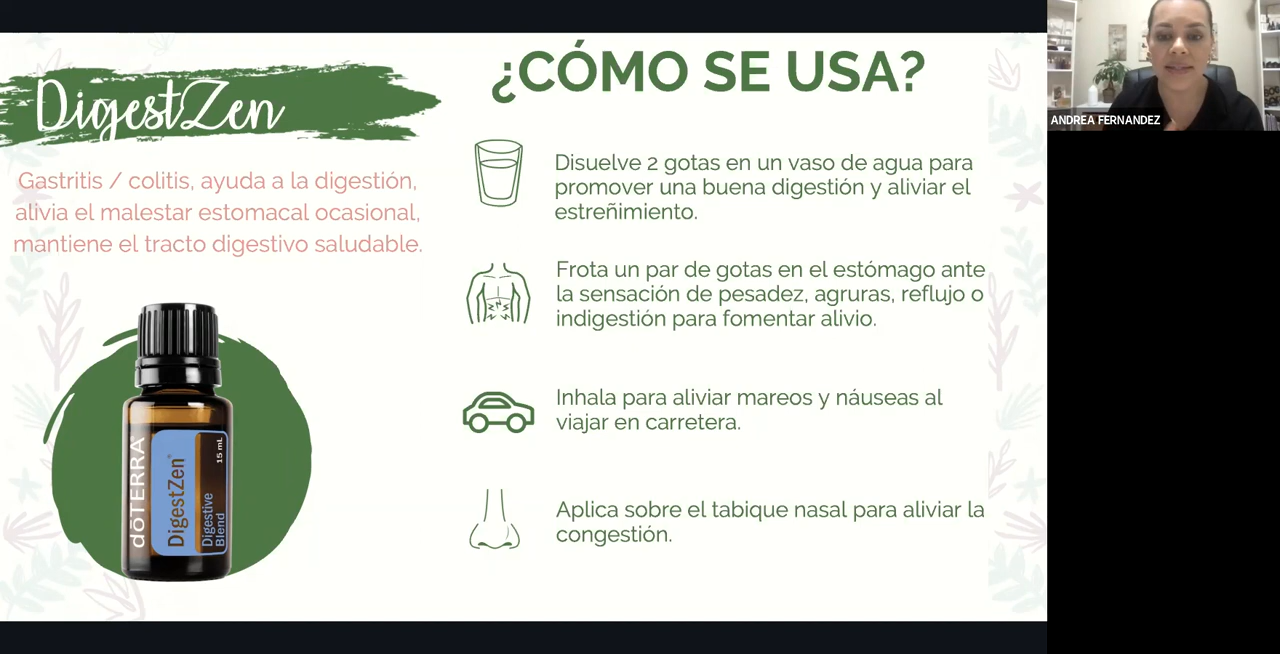 DigestZen
Gastritis / colitis, ayuda a la digestión,
alivia el malestar estomacal ocasional,
mantiene el tracto digestivo saludable.
dōTERRA®
DigestZen®
Digestive
Blend
15 mL
¿CÓMO SE USA?
Disuelve 2 gotas en un vaso de agua para
promover una buena digestión y aliviar el
estreñimiento.
Frota un par de gotas en el estómago ante
la sensación de pesadez, agruras, reflujo o
indigestión para fomentar alivio.
Inhala para aliviar mareos y náuseas al
viajar en carretera.
Aplica sobre el tabique nasal para aliviar la
congestión.
ANDREA FERNANDEZ